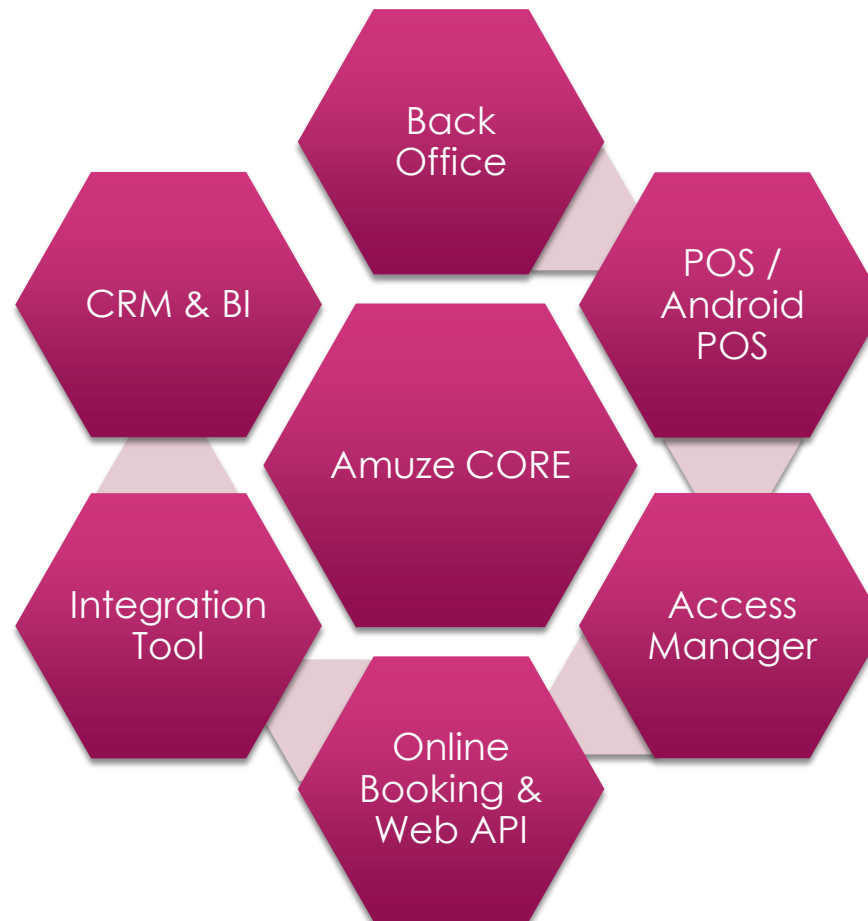 Back
Office
CRM & BI
POS /
Android
POS
Amuze CORE
Integration
Tool
Access
Manager
Online
Booking &
Web API